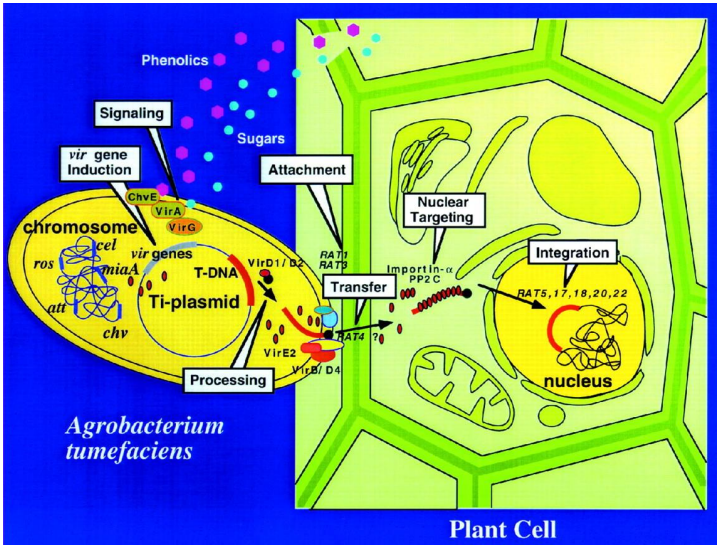 Phenolics
Signaling
Sugars
vir gene
Induction
Attachment
ChvE
VirA
VirG
Nuclear
Targeting
chromosome
cel
vir genes
ros
miaA
T-DNA
VirD1/D2
Ti-plasmid
att
chv
RAT1
RAT3
Importin-α
PP2C
Integration
RAT5,17,18,20,22
Transfer
RAT4 ?
VirE2
VirB/D4
Processing
nucleus
Agrobacterium
tumefaciens
Plant Cell